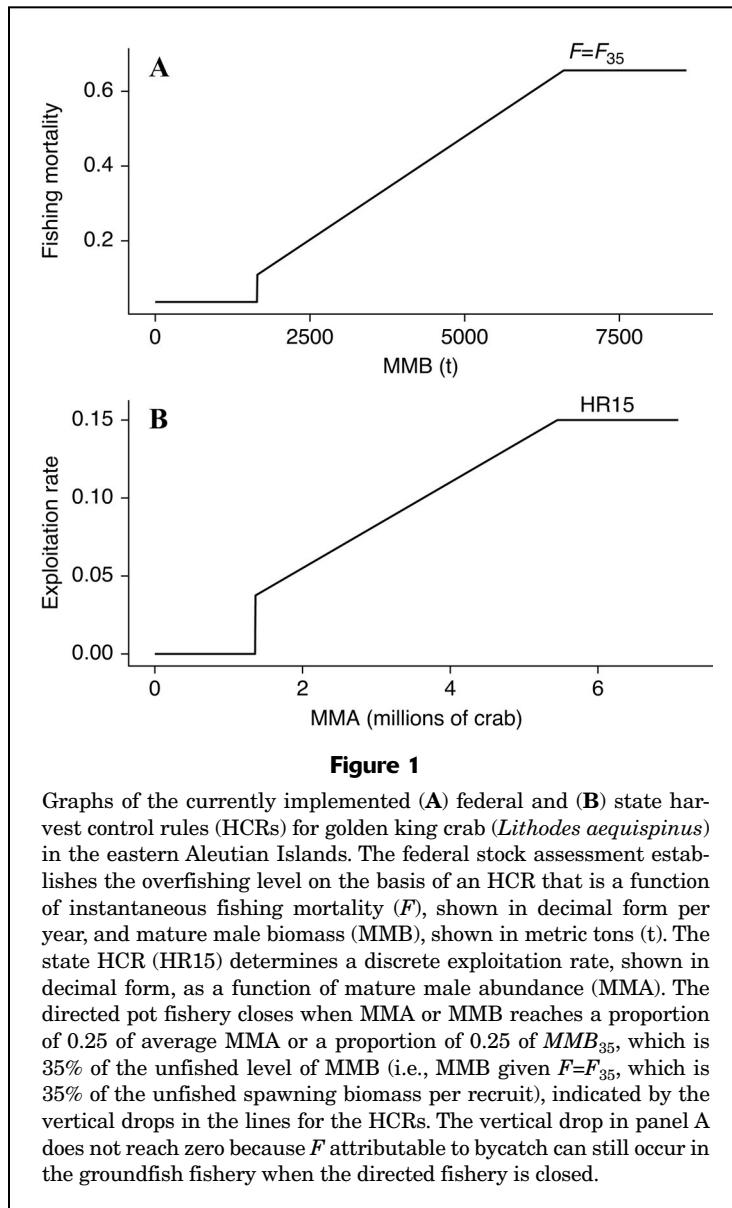 A
F=F35
0.6
0.4
0.2
Fishing mortality
0
2500
5000
7500
MMB (t)
B
HR15
0.15
0.10
0.05
0.00
Exploitation rate
0
2
4
6
MMA (millions of crab)
Figure 1
Graphs of the currently implemented (A) federal and (B) state har-
vest control rules (HCRs) for golden king crab (Lithodes aequispinus)
in the eastern Aleutian Islands. The federal stock assessment estab-
lishes the overfishing level on the basis of an HCR that is a function
of instantaneous fishing mortality (F), shown in decimal form per
year, and mature male biomass (MMB), shown in metric tons (t). The
state HCR (HR15) determines a discrete exploitation rate, shown in
decimal form, as a function of mature male abundance (MMA). The
directed pot fishery closes when MMA or MMB reaches a proportion
of 0.25 of average MMA or a proportion of 0.25 of MMB35, which is
35% of the unfished level of MMB (i.e., MMB given F=F35, which is
35% of the unfished spawning biomass per recruit), indicated by the
vertical drops in the lines for the HCRs. The vertical drop in panel A
does not reach zero because F attributable to bycatch can still occur in
the groundfish fishery when the directed fishery is closed.